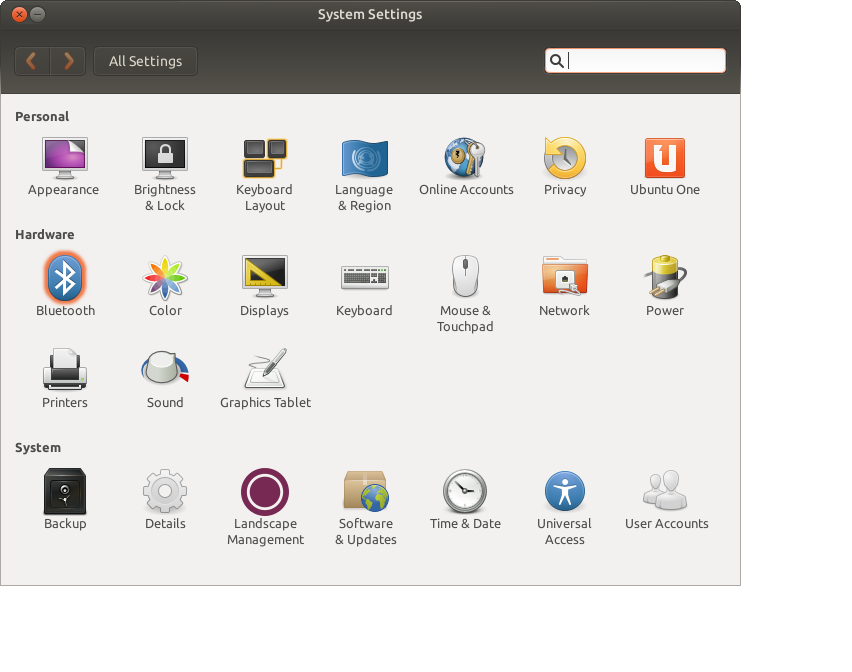 System Settings
All Settings
Personal
Appearance
Brightness
& Lock
Keyboard
Layout
Language
& Region
Online Accounts
Privacy
Ubuntu One
Hardware
Bluetooth
Color
Displays
Keyboard
Mouse &
Touchpad
Network
Power
Printers
Sound
Graphics Tablet
System
Backup
Details
Landscape
Management
Software
& Updates
Time & Date
Universal
Access
User Accounts